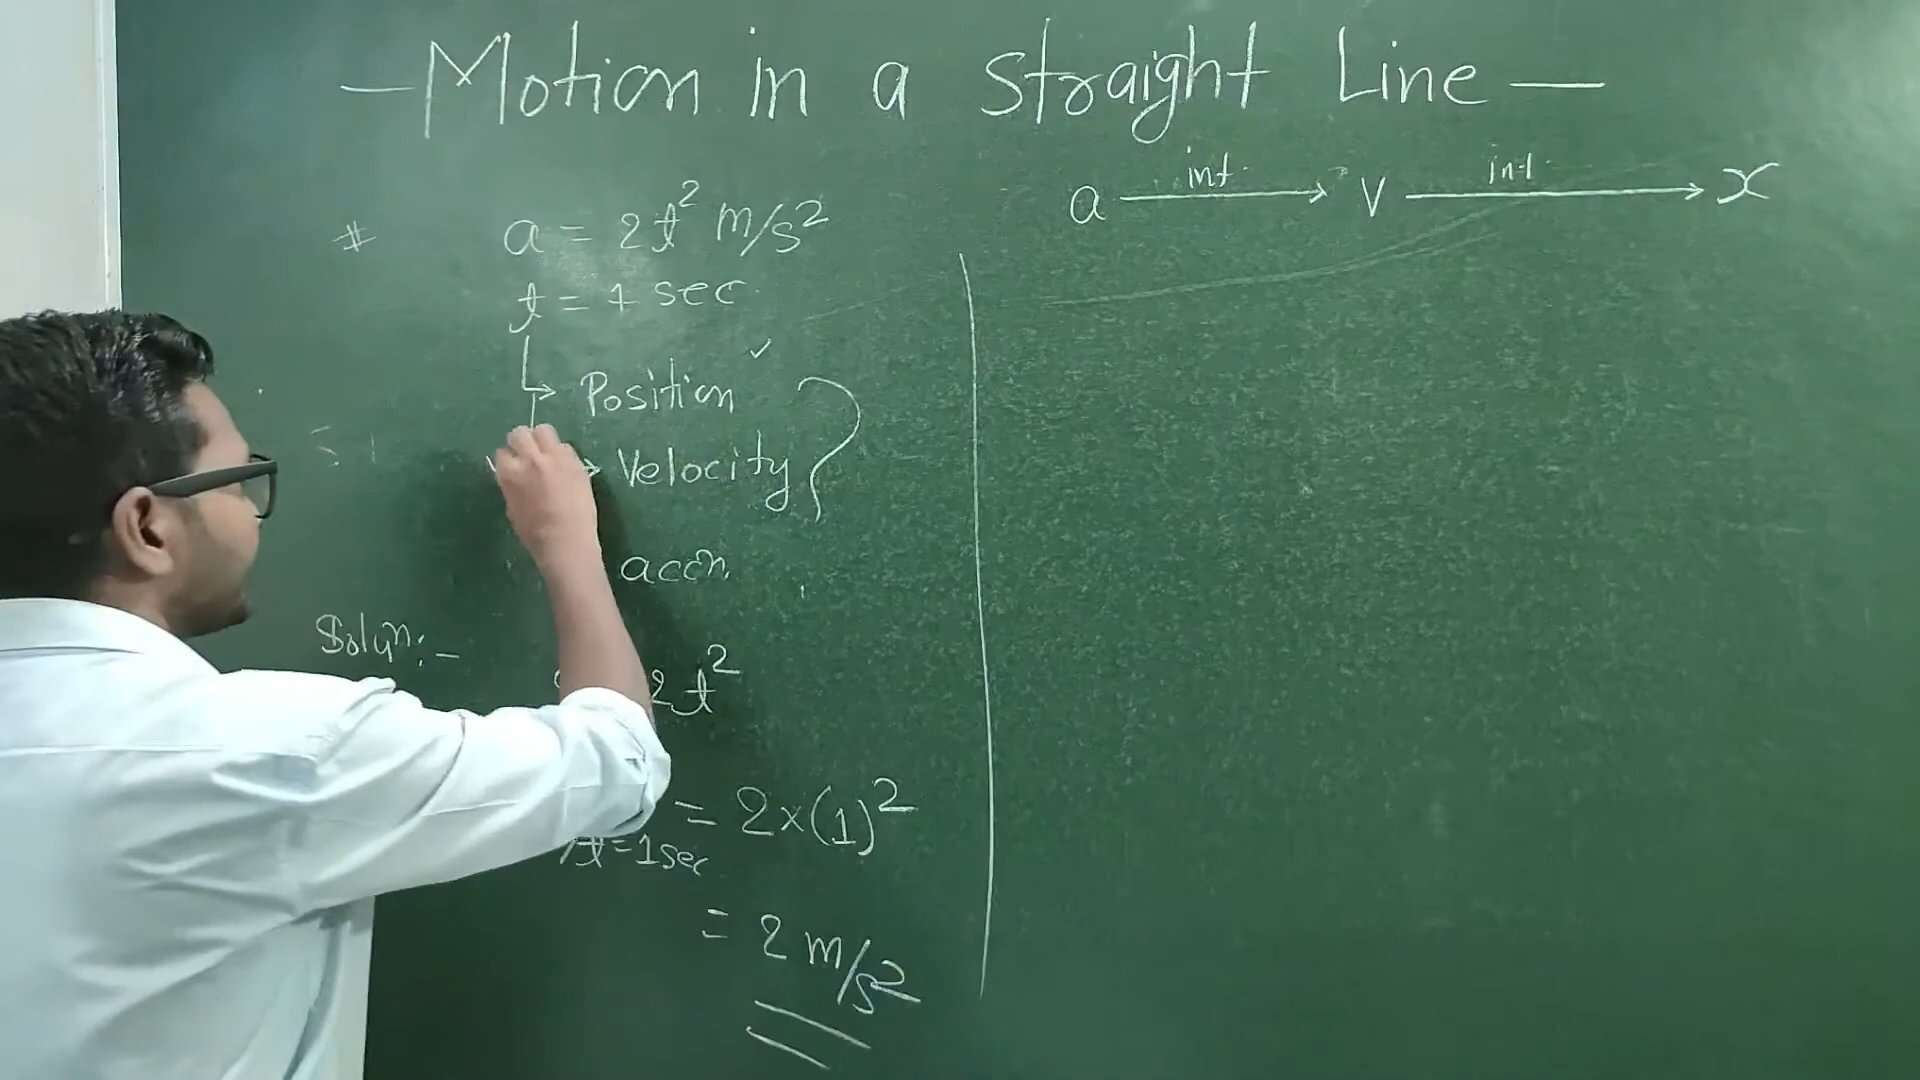 — Motion in a Straight Line —
a int. → v int → x
# a = 2t² m/s²
t = 1 sec.
→ Position ✓
→ Velocity
accn.
Solun:-
2t²
= 2×(1)²
t=1sec
= 2 m/s²